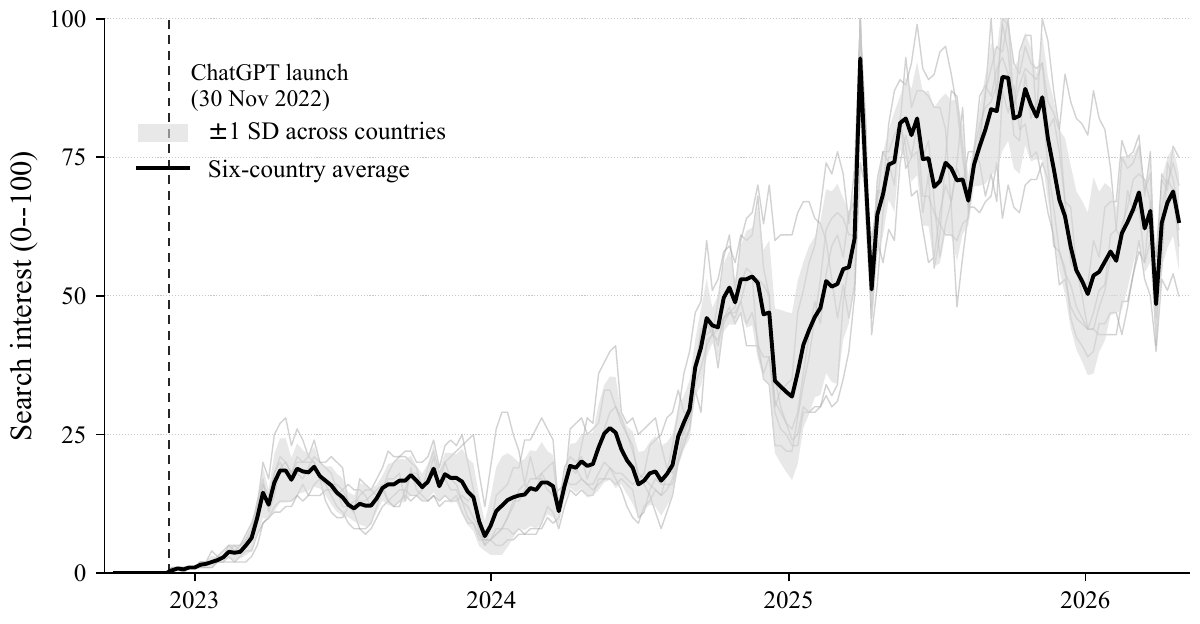 Search interest (0--100)
100
75
50
25
0
ChatGPT launch
(30 Nov 2022)
±1 SD across countries
Six-country average
2023
2024
2025
2026